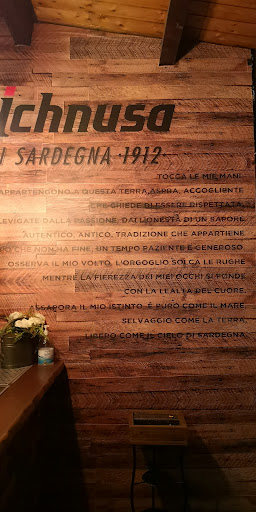 ichnusa
I SARDEGNA 1912
TOCCA LE MIE MANI.
APPARTENGONO A QUESTA TERRA ASPRA, ACCOGLIENTE
CHE CHIEDE DI ESSERE RISPETTATA.
LEVIGATE DALLA PASSIONE, DALL'ONESTÀ DI UN SAPORE
AUTENTICO, ANTICO, TRADIZIONE CHE APPARTIENE
CHE NON HA FINE, UN TEMPO PAZIENTE E GENEROSO.
OSSERVA IL MIO VOLTO, L'ORGOGLIO SOLCA LE RUGHE
MENTRE LA FIEREZZA DEI MIEI OCCHI SI FONDE
CON LA LEALTÀ DEL CUORE.
ASSAPORA IL MIO ISTINTO. È PURO COME IL MARE
SELVAGGIO COME LA TERRA
LIBERO COME IL CIELO DI SARDEGNA